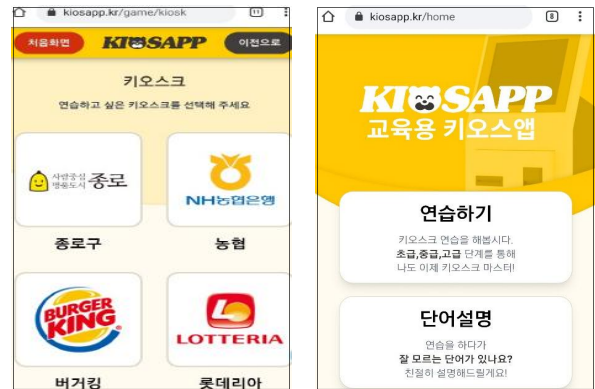 kiosapp.kr/game/kiosk
11
처음화면
KIOSAPP
이전으로
키오스크
연습하고 싶은 키오스크를 선택해 주세요
사람중심
명품도시
종로
NH농협은행
종로구
농협
BURGER
KING
LOTTERIA
버거킹
롯데리아
kiosapp.kr/home
8
KIOSAPP
교육용 키오스앱
연습하기
키오스크 연습을 해봅시다.
초급,중급,고급 단계를 통해
나도 이제 키오스크 마스터!
단어설명
연습을 하다가
잘 모르는 단어가 있나요?
친절히 설명해드릴게요!